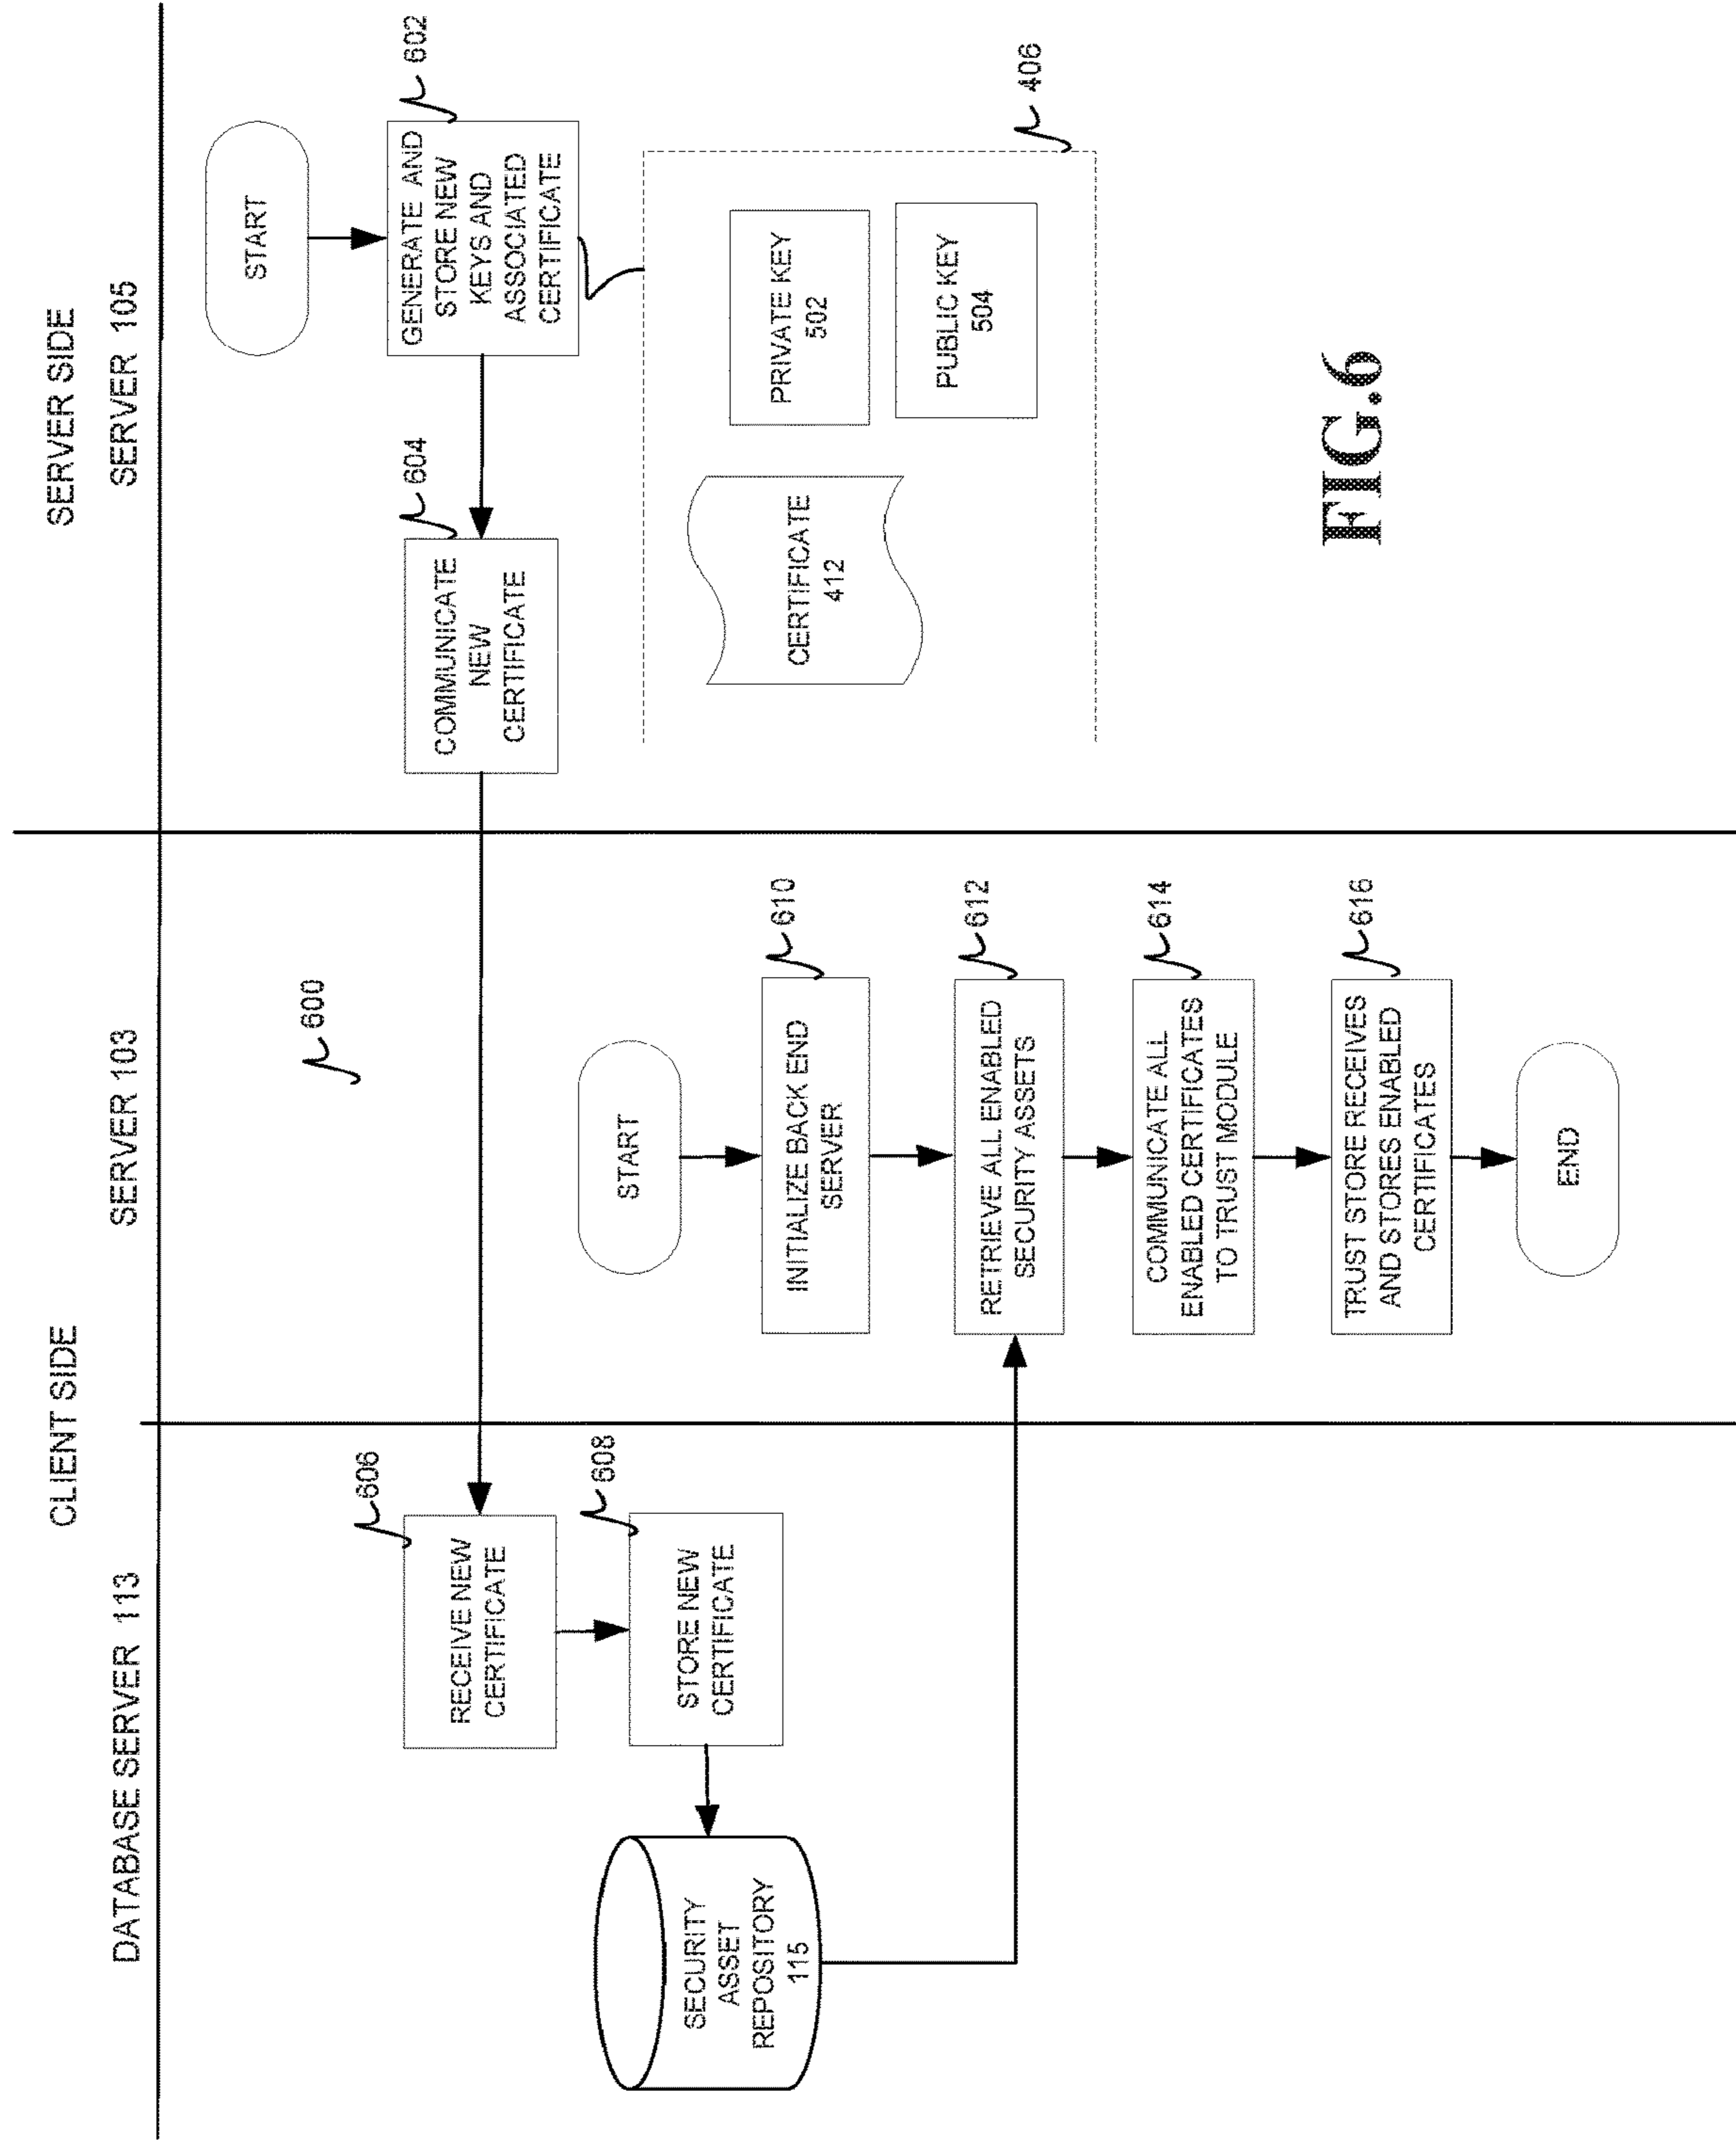 CLIENT SIDE
SERVER SIDE
DATABASE SERVER 113
SERVER 103
SERVER 105
600
START
602
GENERATE AND
STORE NEW
KEYS AND
ASSOCIATED
CERTIFICATE
604
COMMUNICATE
NEW
CERTIFICATE
406
CERTIFICATE
412
PRIVATE KEY
502
PUBLIC KEY
504
606
RECEIVE NEW
CERTIFICATE
608
STORE NEW
CERTIFICATE
SECURITY
ASSET
REPOSITORY
115
START
610
INITIALIZE BACK END
SERVER
612
RETRIEVE ALL ENABLED
SECURITY ASSETS
614
COMMUNICATE ALL
ENABLED CERTIFICATES
TO TRUST MODULE
616
TRUST STORE RECEIVES
AND STORES ENABLED
CERTIFICATES
END
FIG.6